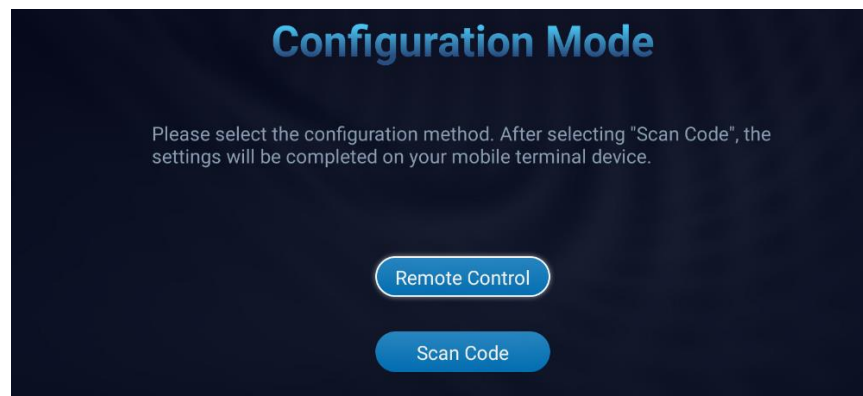 Configuration Mode
Please select the configuration method. After selecting "Scan Code", the
settings will be completed on your mobile terminal device.
Remote Control
Scan Code